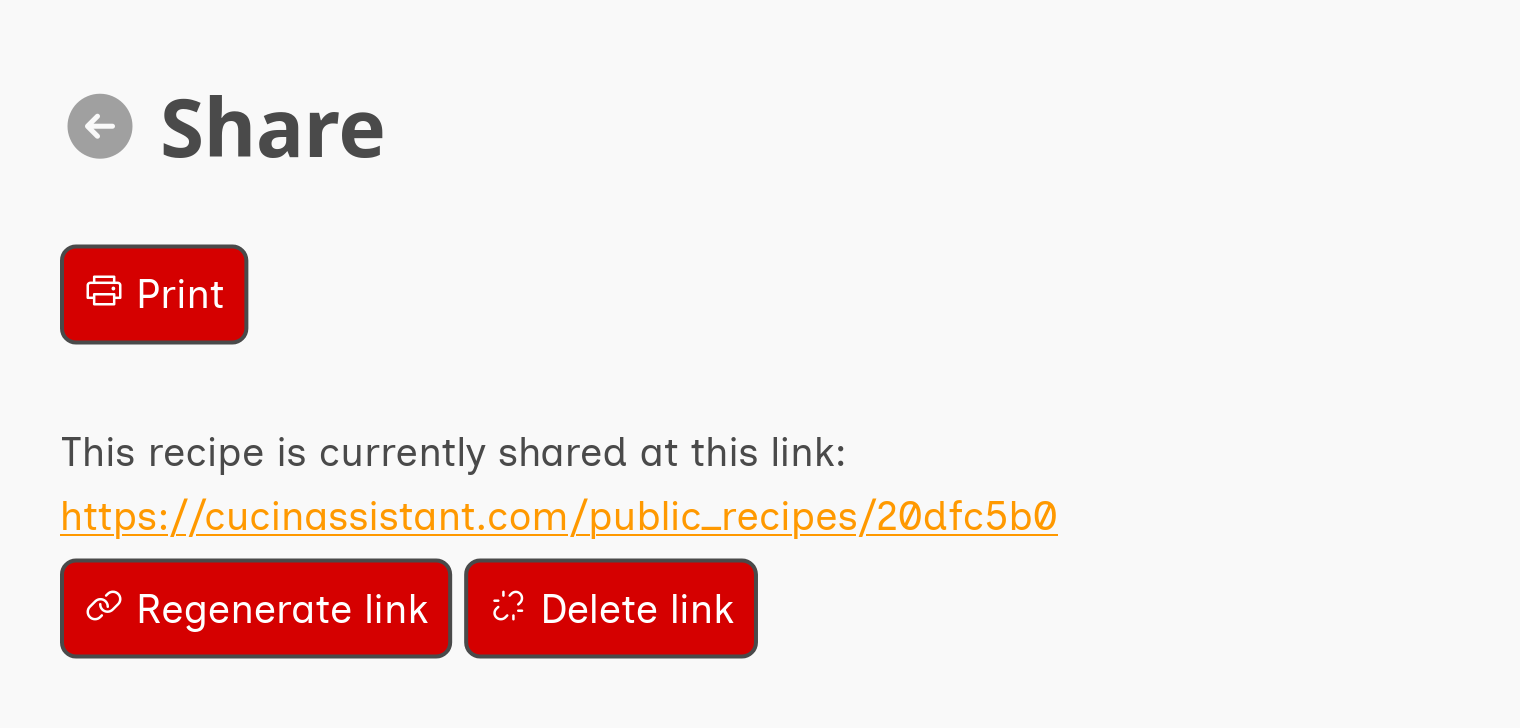 Share
Print
This recipe is currently shared at this link:
https://cucinassistant.com/public_recipes/20dfc5b0
Regenerate link Delete link